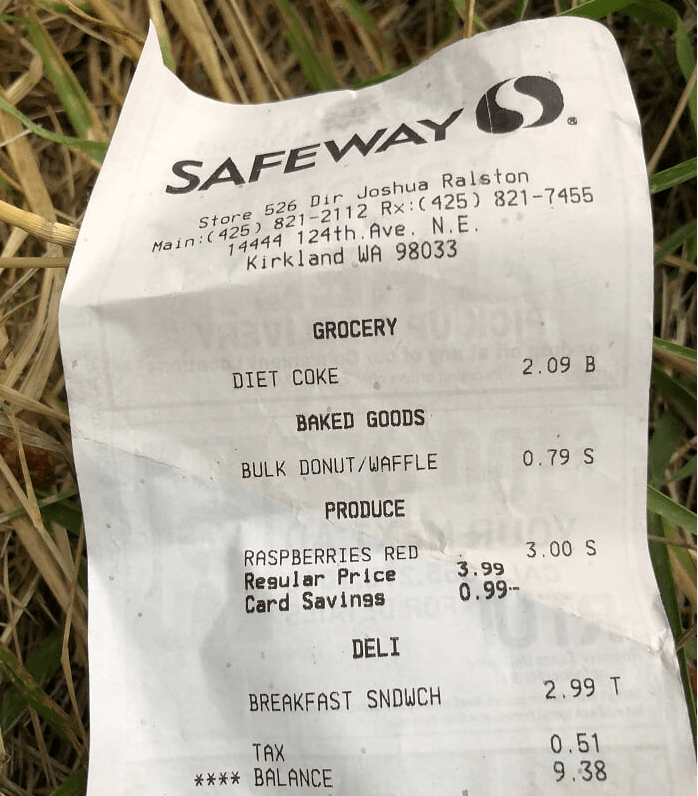 SAFEWAY ®
Store 526 Dir Joshua Ralston
Main:(425) 821-2112 Rx:(425) 821-7455
14444 124th.Ave. N.E.
Kirkland WA 98033
GROCERY
DIET COKE 2.09 B
BAKED GOODS
BULK DONUT/WAFFLE 0.79 S
PRODUCE
RASPBERRIES RED 3.00 S
Regular Price 3.99
Card Savings 0.99-
DELI
BREAKFAST SNDWCH 2.99 T
TAX 0.51
**** BALANCE 9.38